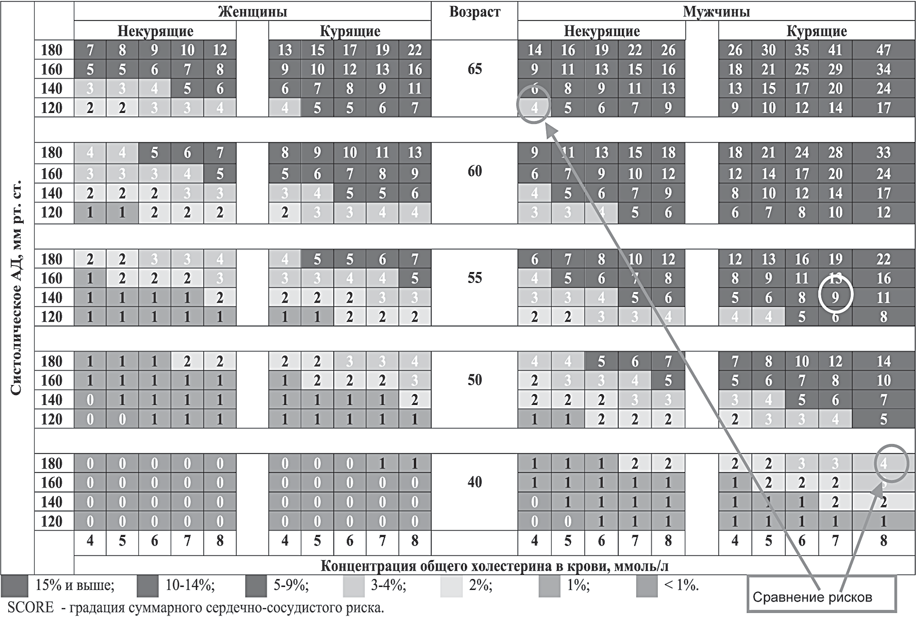 Женщины Возраст Мужчины
Некурящие Курящие Некурящие Курящие
Систолическое АД, мм рт. ст.
180 7 8 9 10 12 13 15 17 19 22 14 16 19 22 26 26 30 35 41 47
160 5 5 6 7 8 9 10 12 13 16 65 9 11 13 15 16 18 21 25 29 34
140 3 3 4 5 6 6 7 8 9 11 6 8 9 11 13 13 15 17 20 24
120 2 2 3 3 4 4 5 5 6 7 4 5 6 7 9 9 10 12 14 17
180 4 4 5 6 7 8 9 10 11 13 9 11 13 15 18 18 21 24 28 33
160 3 3 3 4 5 5 6 7 8 9 60 6 7 9 10 12 12 14 17 20 24
140 2 2 2 3 3 3 4 5 5 6 4 5 6 7 9 8 10 12 14 17
120 1 1 2 2 2 2 3 3 4 4 3 3 4 5 6 6 7 8 10 12
180 2 2 3 3 4 4 5 5 6 7 6 7 8 10 12 12 13 16 19 22
160 1 2 2 2 3 3 3 4 4 5 55 4 5 6 7 8 8 9 11 13 16
140 1 1 1 1 2 2 2 2 3 3 3 3 4 5 6 5 6 8 9 11
120 1 1 1 1 1 1 1 2 2 2 2 2 3 3 4 4 4 5 6 8
180 1 1 1 2 2 2 2 3 3 4 4 4 5 6 7 7 8 10 12 14
160 1 1 1 1 1 1 2 2 2 3 50 2 3 3 4 5 5 6 7 8 10
140 0 1 1 1 1 1 1 1 1 2 2 2 2 3 3 3 4 5 6 7
120 0 0 1 1 1 1 1 1 1 1 1 1 2 2 2 2 3 3 4 5
180 0 0 0 0 0 0 0 0 1 1 1 1 1 2 2 2 2 3 3 4
160 0 0 0 0 0 0 0 0 0 0 40 1 1 1 1 1 1 2 2 2
140 0 0 0 0 0 0 0 0 0 0 0 1 1 1 1 1 1 1 2 2
120 0 0 0 0 0 0 0 0 0 0 0 0 1 1 1 1 1 1 1 1
4 5 6 7 8 4 5 6 7 8 4 5 6 7 8 4 5 6 7 8
Концентрация общего холестерина в крови, ммоль/л
15% и выше; 10-14%; 5-9%; 3-4%; 2%; 1%; < 1%.
Сравнение рисков
SCORE - градация суммарного сердечно-сосудистого риска.